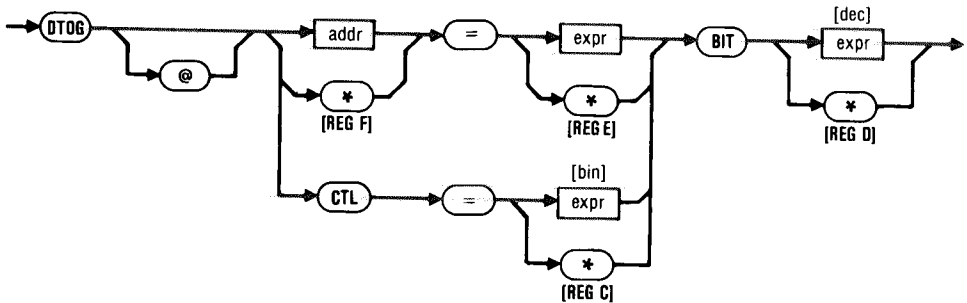 [dec]
DTOG addr = expr BIT expr
@ * * *
[REG F] [REG E] [REG D]
[bin]
CTL = expr
*
[REG C]